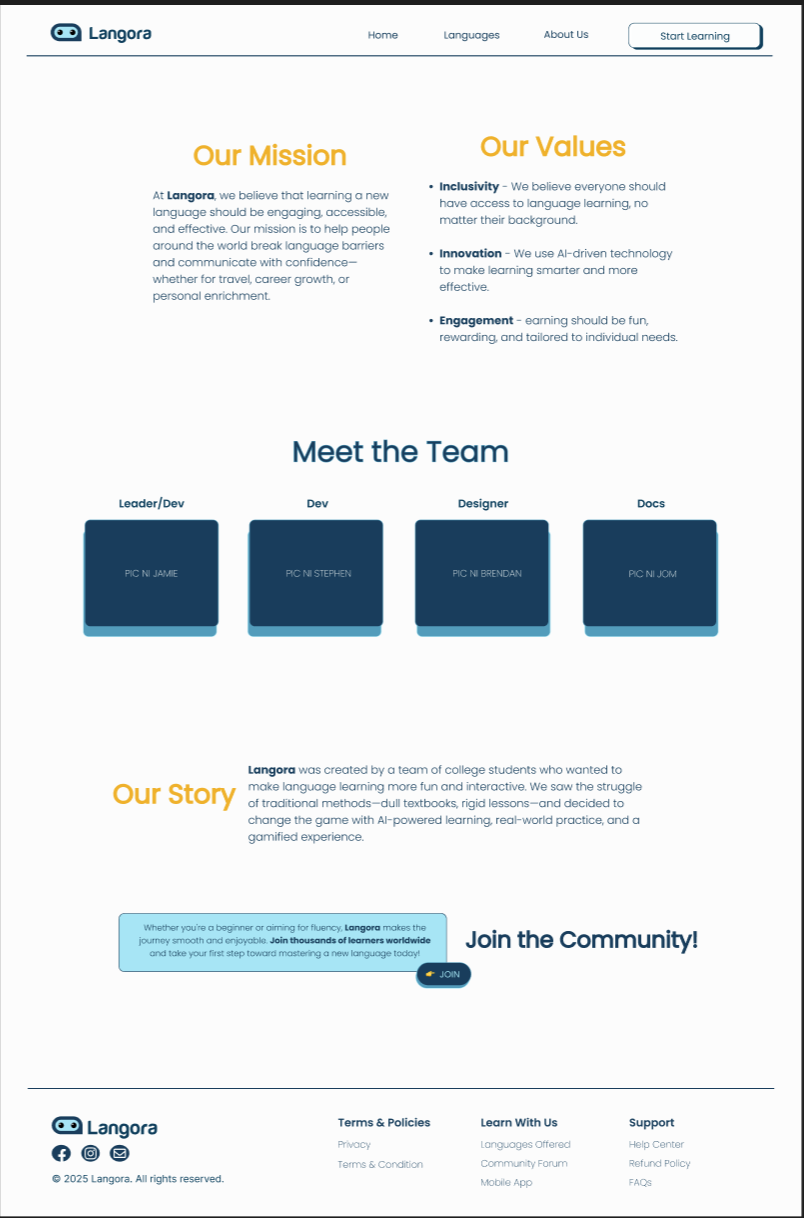 Langora
Home
Languages
About Us
Start Learning
Our Mission
At Langora, we believe that learning a new
language should be engaging, accessible,
and effective. Our mission is to help people
around the world break language barriers
and communicate with confidence—
whether for travel, career growth, or
personal enrichment.
Our Values
• Inclusivity - We believe everyone should
have access to language learning, no
matter their background.
• Innovation - We use AI-driven technology
to make learning smarter and more
effective.
• Engagement - earning should be fun,
rewarding, and tailored to individual needs.
Meet the Team
Leader/Dev
Dev
Designer
Docs
PIC NI JAMIE
PIC NI STEPHEN
PIC NI BRENDAN
PIC NI JOM
Our Story
Langora was created by a team of college students who wanted to
make language learning more fun and interactive. We saw the struggle
of traditional methods—dull textbooks, rigid lessons—and decided to
change the game with AI-powered learning, real-world practice, and a
gamified experience.
Whether you're a beginner or aiming for fluency, Langora makes the
journey smooth and enjoyable. Join thousands of learners worldwide
and take your first step toward mastering a new language today!
👉 JOIN
Join the Community!
Langora
© 2025 Langora. All rights reserved.
Terms & Policies
Privacy
Terms & Condition
Learn With Us
Languages Offered
Community Forum
Mobile App
Support
Help Center
Refund Policy
FAQs